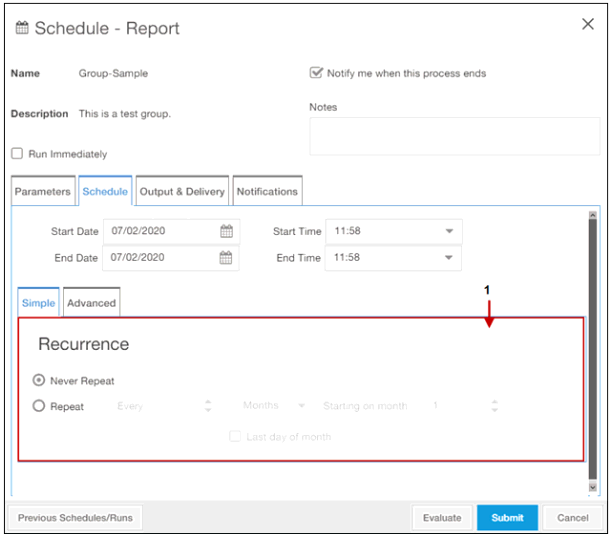 Schedule - Report
Name Group-Sample
Notify me when this process ends
Description This is a test group.
Notes
Run Immediately
Parameters Schedule Output & Delivery Notifications
Start Date 07/02/2020 Start Time 11:58
End Date 07/02/2020 End Time 11:58
Simple Advanced
1
Recurrence
Never Repeat
Repeat Every Months Starting on month 1
Last day of month
Previous Schedules/Runs Evaluate Submit Cancel